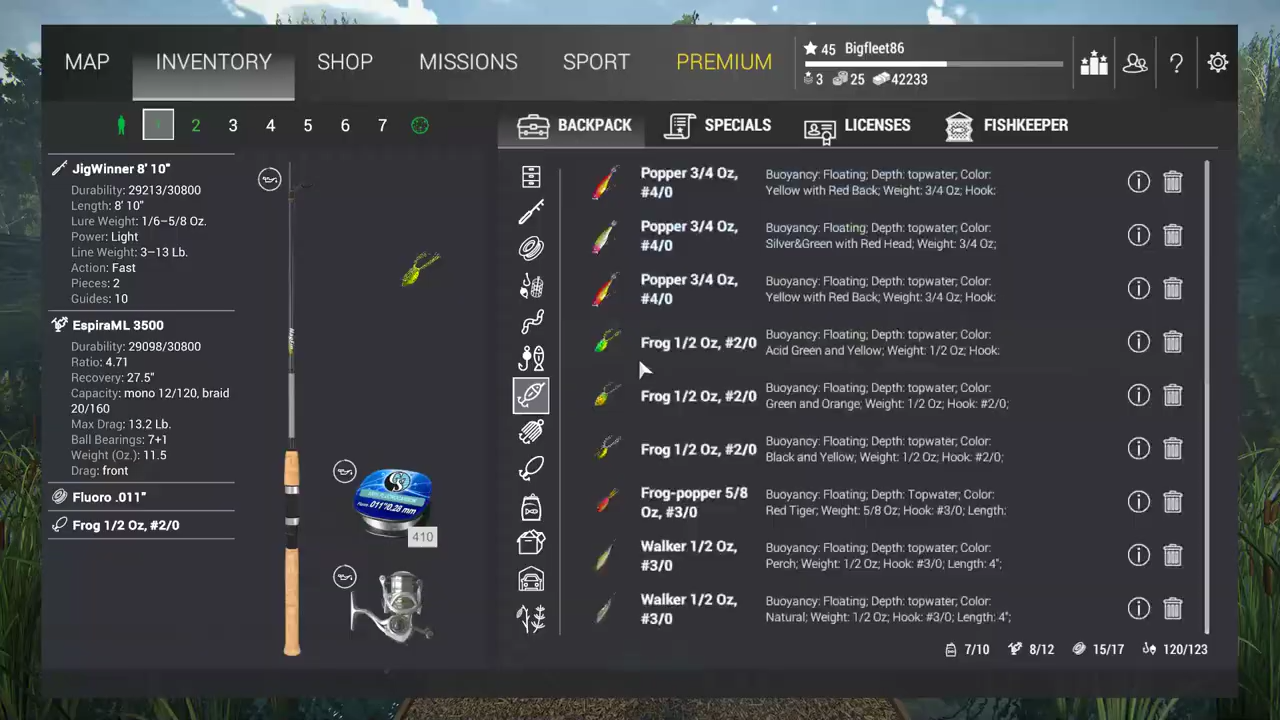 MAP INVENTORY SHOP MISSIONS SPORT PREMIUM
45 Bigfleet86
3 25 42233
1 2 3 4 5 6 7
BACKPACK SPECIALS LICENSES FISHKEEPER
JigWinner 8' 10"
Durability: 29213/30800
Length: 8' 10"
Lure Weight: 1/6–5/8 Oz.
Power: Light
Line Weight: 3–13 Lb.
Action: Fast
Pieces: 2
Guides: 10
EspiraML 3500
Durability: 29098/30800
Ratio: 4.71
Recovery: 27.5"
Capacity: mono 12/120, braid
20/160
Max Drag: 13.2 Lb.
Ball Bearings: 7+1
Weight (Oz.): 11.5
Drag: front
Fluoro .011"
Frog 1/2 Oz, #2/0
.011"/0.28 mm
410
Popper 3/4 Oz,
#4/0
Buoyancy: Floating; Depth: topwater; Color:
Yellow with Red Back; Weight: 3/4 Oz; Hook:
Popper 3/4 Oz,
#4/0
Buoyancy: Floating; Depth: topwater; Color:
Silver&Green with Red Head; Weight: 3/4 Oz;
Popper 3/4 Oz,
#4/0
Buoyancy: Floating; Depth: topwater; Color:
Yellow with Red Back; Weight: 3/4 Oz; Hook:
Frog 1/2 Oz, #2/0
Buoyancy: Floating; Depth: topwater; Color:
Acid Green and Yellow; Weight: 1/2 Oz; Hook:
Frog 1/2 Oz, #2/0
Buoyancy: Floating; Depth: topwater; Color:
Green and Orange; Weight: 1/2 Oz; Hook: #2/0;
Frog 1/2 Oz, #2/0
Buoyancy: Floating; Depth: topwater; Color:
Black and Yellow; Weight: 1/2 Oz; Hook: #2/0;
Frog-popper 5/8
Oz, #3/0
Buoyancy: Floating; Depth: Topwater; Color:
Red Tiger; Weight: 5/8 Oz; Hook: #3/0; Length:
Walker 1/2 Oz,
#3/0
Buoyancy: Floating; Depth: topwater; Color:
Perch; Weight: 1/2 Oz; Hook: #3/0; Length: 4";
Walker 1/2 Oz,
#3/0
Buoyancy: Floating; Depth: topwater; Color:
Natural; Weight: 1/2 Oz; Hook: #3/0; Length: 4";
7/10 8/12 15/17 120/123